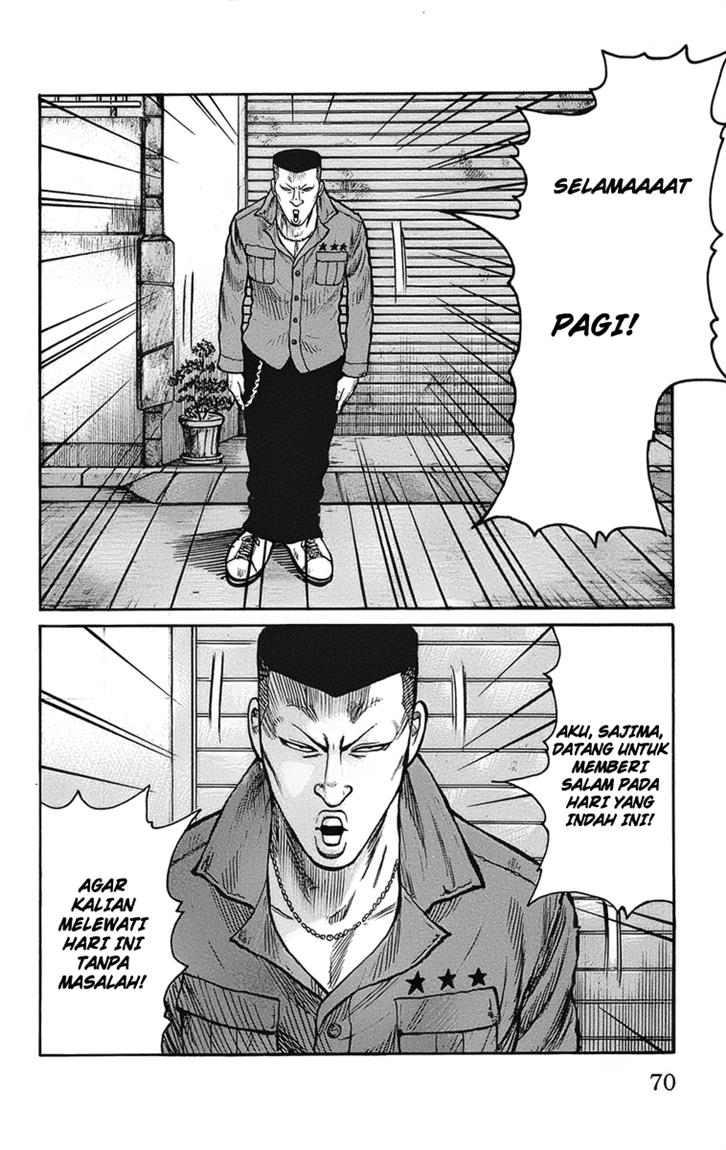 SELAMAAAAT
PAGI!
AKU, SAJIMA,
DATANG UNTUK
MEMBERI
SALAM PADA
HARI YANG
INDAH INI!
AGAR
KALIAN
MELEWATI
HARI INI
TANPA
MASALAH!
70